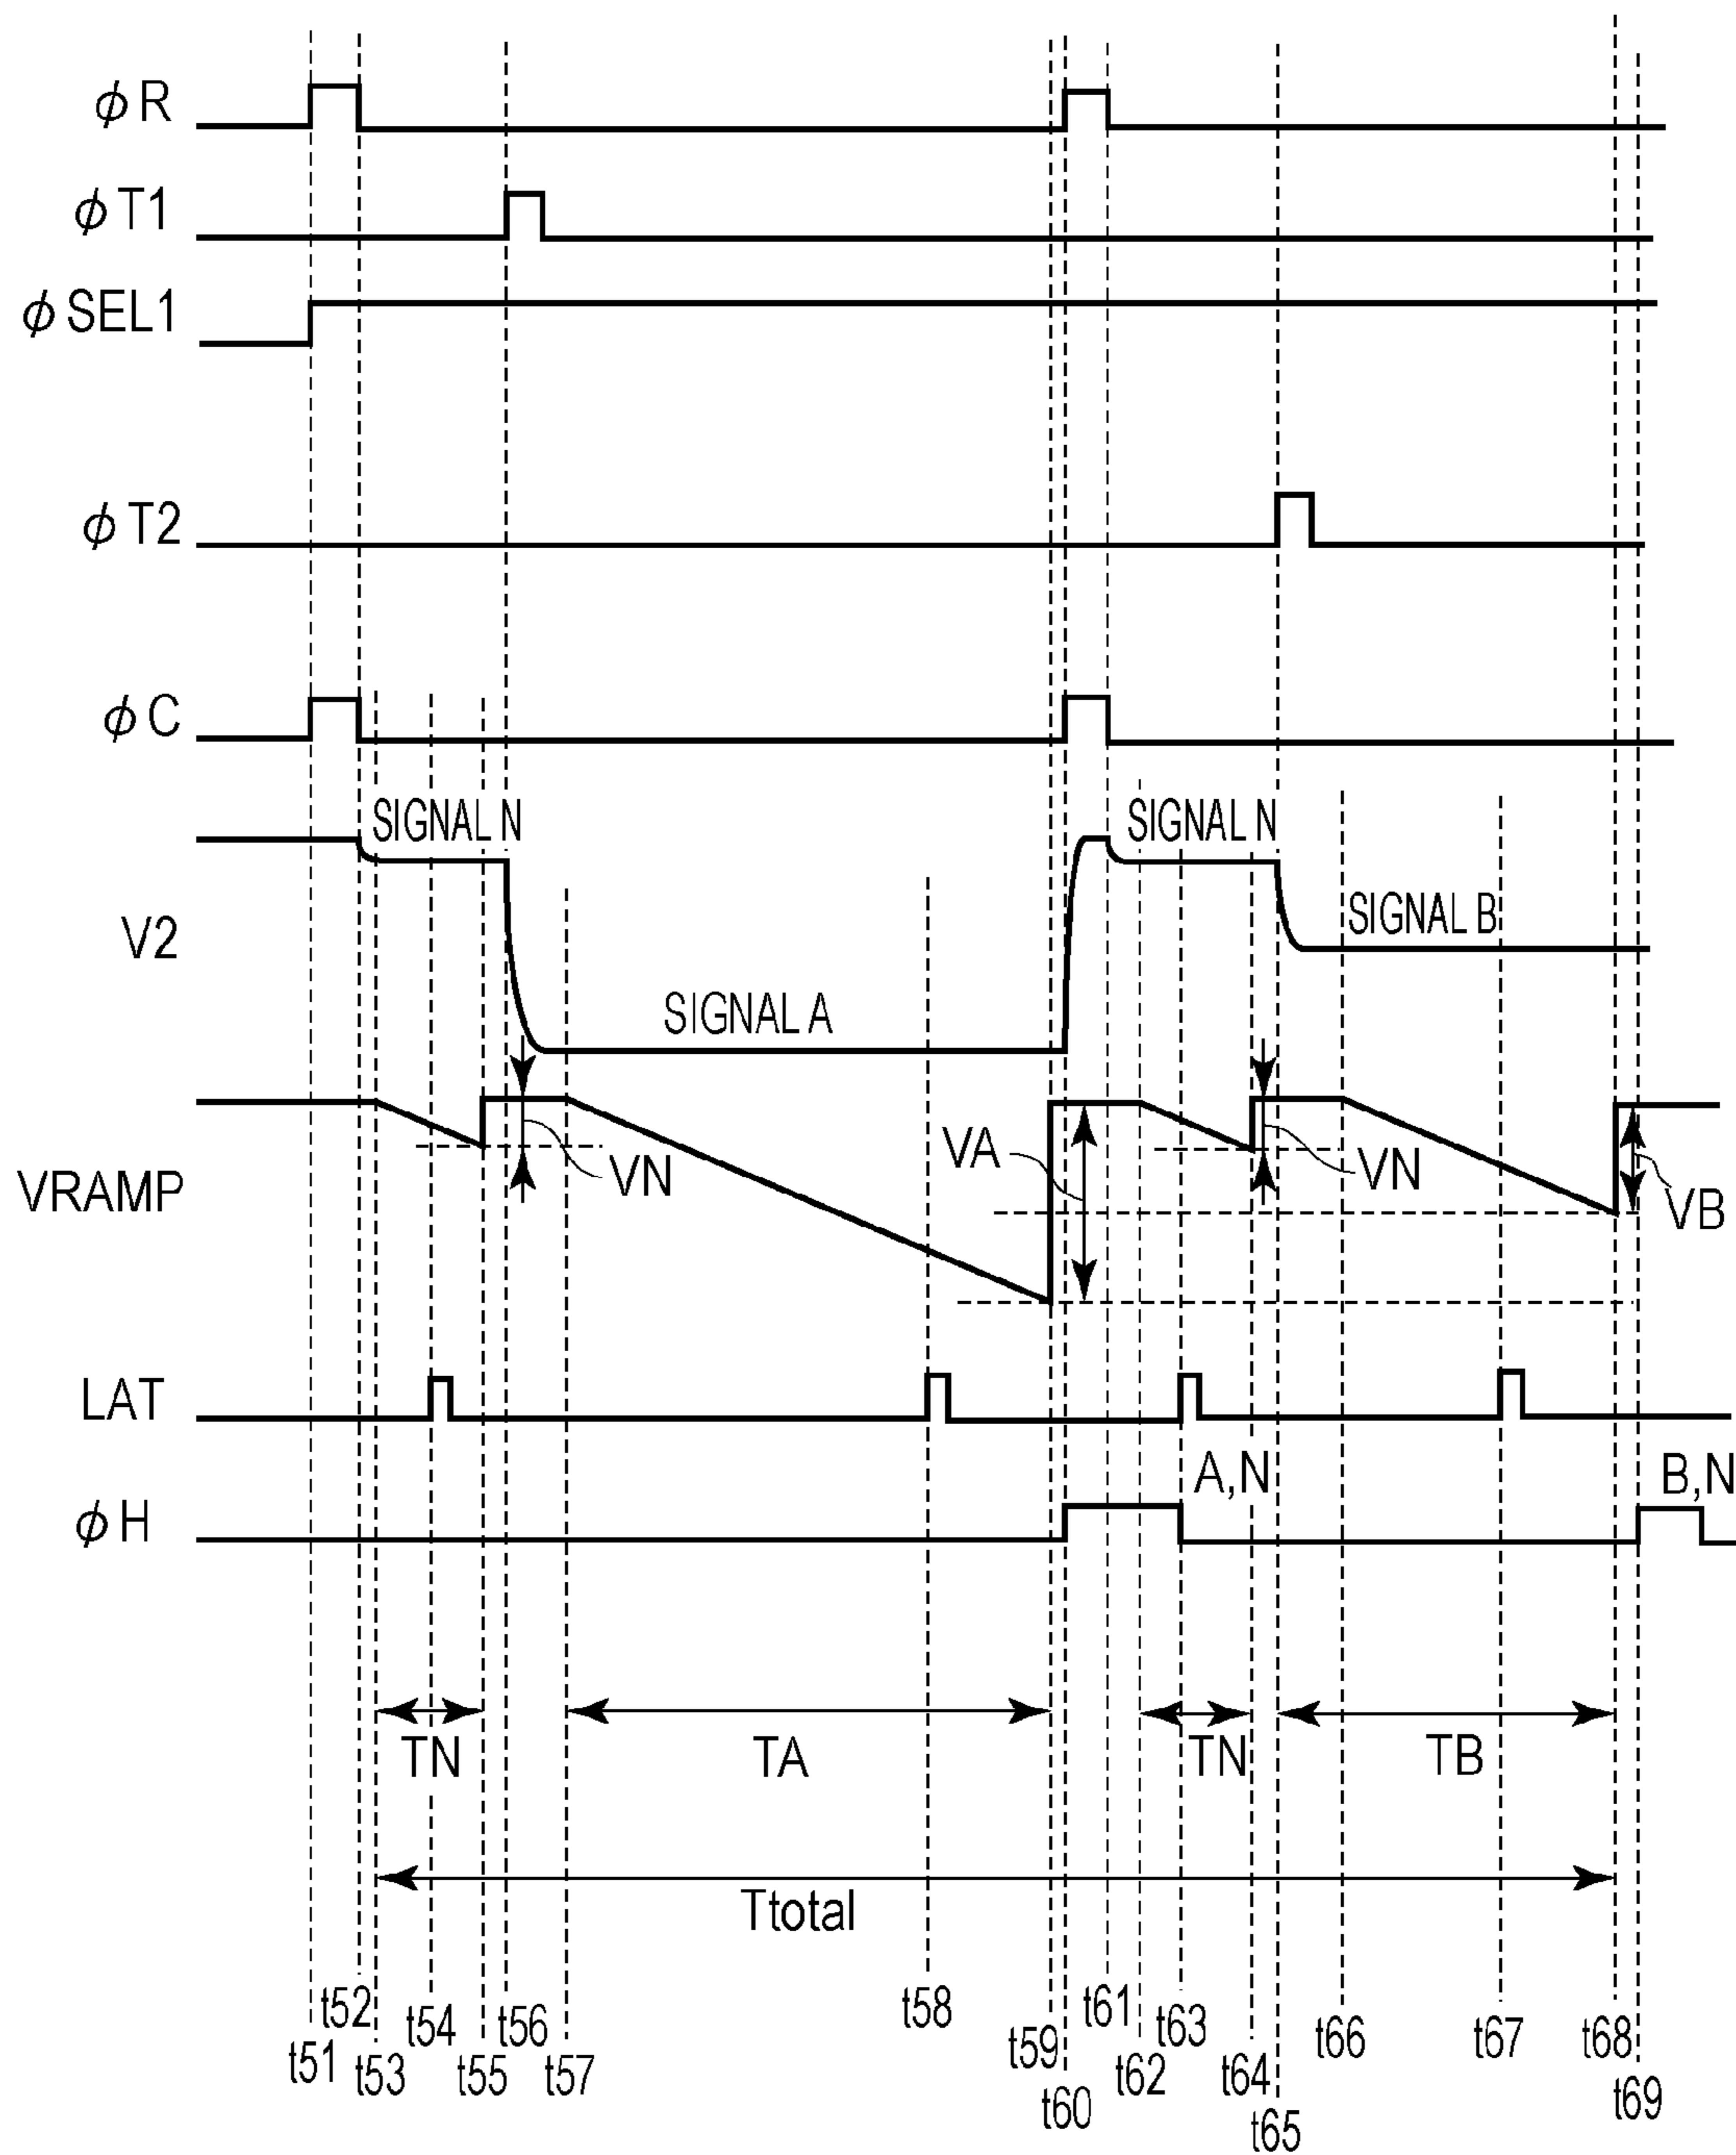 φR
φT1
φSEL1
φT2
φC
SIGNAL N
SIGNAL N
V2
SIGNAL B
SIGNAL A
VRAMP
VN
VA
VN
VB
LAT
A,N
B,N
φH
TN
TA
TN
TB
Ttotal
t51
t52
t53
t54
t55
t56
t57
t58
t59
t60
t61
t62
t63
t64
t65
t66
t67
t68
t69